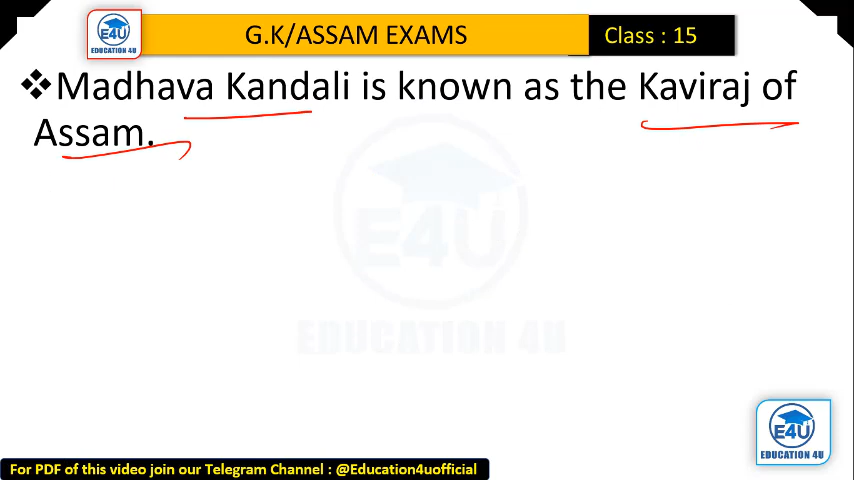 E4U
EDUCATION 4U
G.K/ASSAM EXAMS
Class : 15
❖Madhava Kandali is known as the Kaviraj of
Assam.
E4U
EDUCATION 4U
E4U
EDUCATION 4U
For PDF of this video join our Telegram Channel : @Education4uofficial